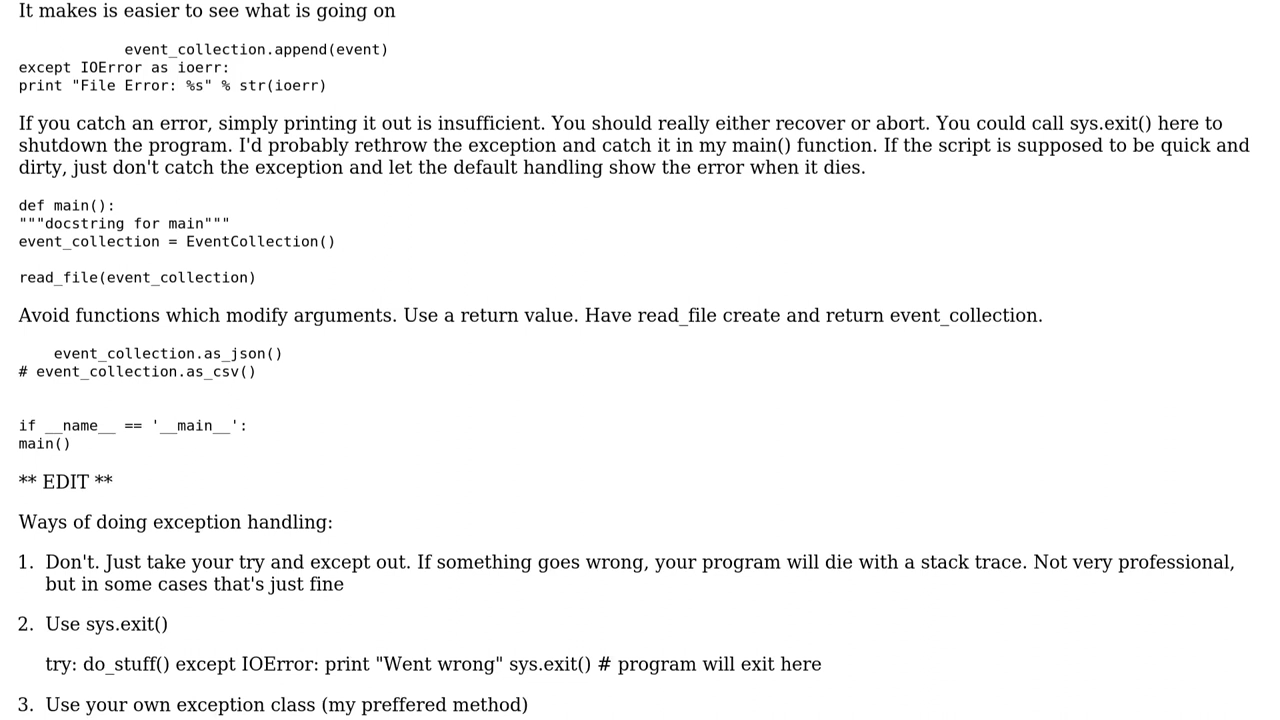 It makes is easier to see what is going on
event_collection.append(event)
except IOError as ioerr:
print "File Error: %s" % str(ioerr)
If you catch an error, simply printing it out is insufficient. You should really either recover or abort. You could call sys.exit() here to
shutdown the program. I'd probably rethrow the exception and catch it in my main() function. If the script is supposed to be quick and
dirty, just don't catch the exception and let the default handling show the error when it dies.
def main():
"""docstring for main"""
event_collection = EventCollection()
read_file(event_collection)
Avoid functions which modify arguments. Use a return value. Have read_file create and return event_collection.
event_collection.as_json()
# event_collection.as_csv()
if __name__ == '__main__':
main()
** EDIT **
Ways of doing exception handling:
1. Don't. Just take your try and except out. If something goes wrong, your program will die with a stack trace. Not very professional,
but in some cases that's just fine
2. Use sys.exit()
try: do_stuff() except IOError: print "Went wrong" sys.exit() # program will exit here
3. Use your own exception class (my preffered method)